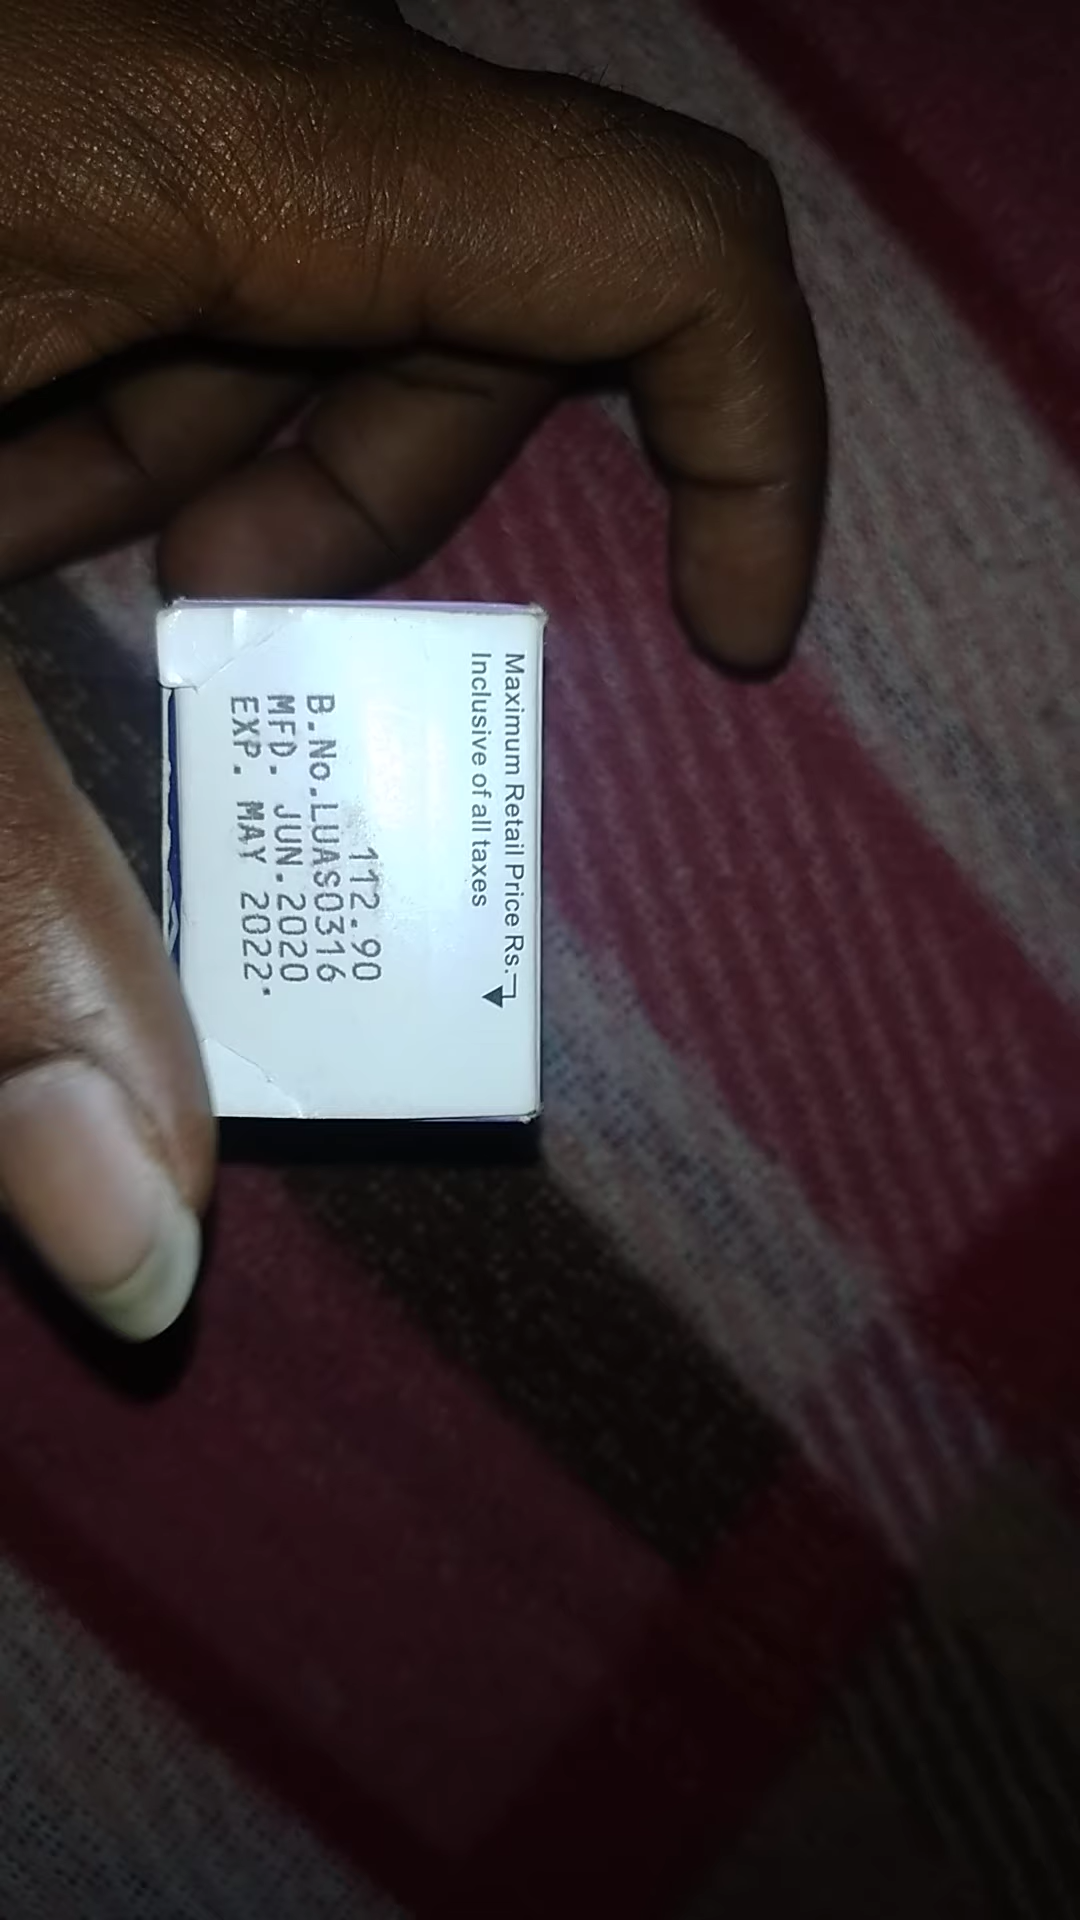 Maximum Retail Price Rs.
Inclusive of all taxes
112.90
B.No.LUAS0316
MFD. JUN.2020
EXP. MAY 2022